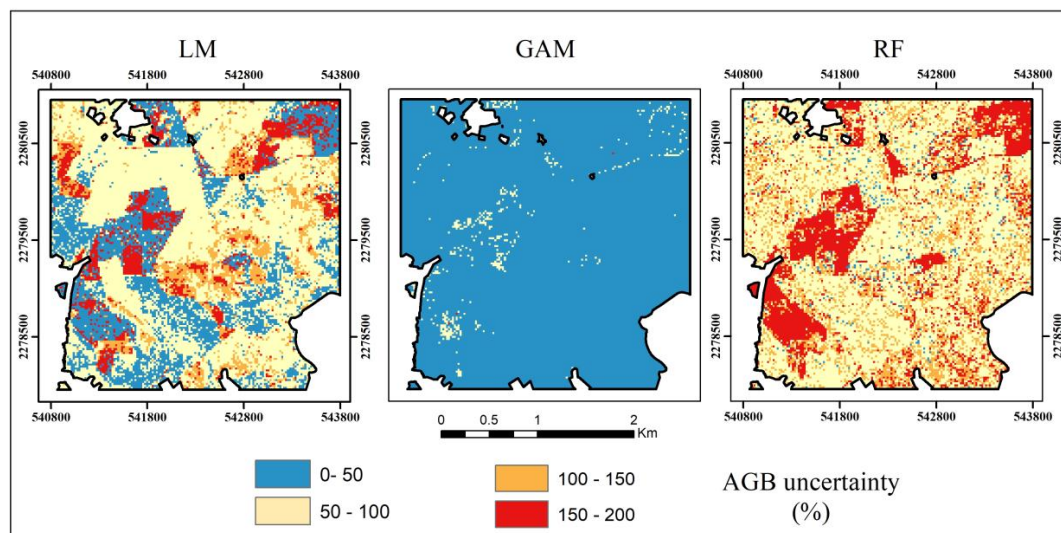 LM GAM RF
540800 541800 542800 543800 540800 541800 542800 543800
2280500 2280500
2279500 2279500
2278500 2278500
540800 541800 542800 543800 540800 541800 542800 543800
0 0.5 1 2
Km
0- 50 100 - 150
50 - 100 150 - 200
AGB uncertainty
(%)